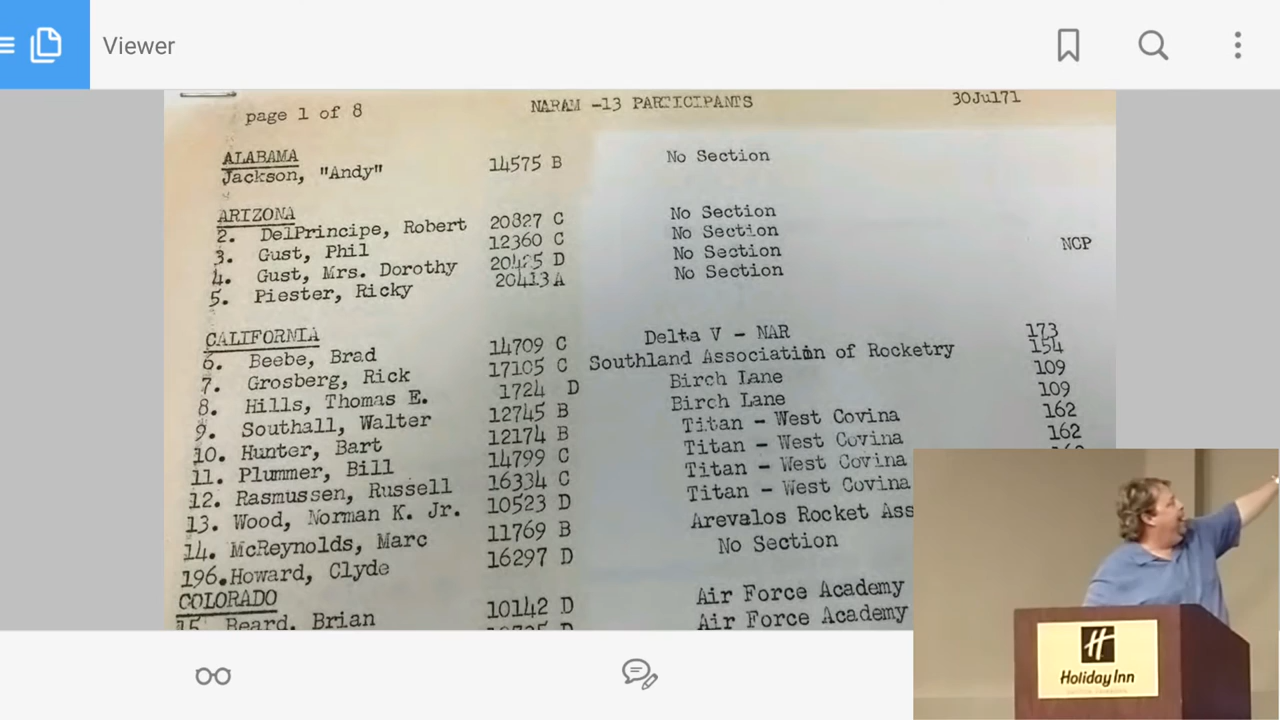 Viewer
page 1 of 8 NARAM -13 PARTICIPANTS 30Jul71
ALABAMA
Jackson, "Andy" 14575 B No Section
ARIZONA
2. DelPrincipe, Robert 20827 C No Section
3. Gust, Phil 12360 C No Section
4. Gust, Mrs. Dorothy D No Section NCP
5. Piester, Ricky 20413 A No Section
CALIFORNIA
6. Beebe, Brad 14709 C Delta V - NAR 173
7. Grosberg, Rick 17105 C Southland Association of Rocketry 154
8. Hills, Thomas E. 1724 D Birch Lane 109
9. Southall, Walter 12745 B Birch Lane 109
10. Hunter, Bart 12174 B Titan - West Covina 162
11. Plummer, Bill 14799 C Titan - West Covina 162
12. Rasmussen, Russell 16334 C Titan - West Covina
13. Wood, Norman K. Jr. 10523 D Titan - West Covina
14. McReynolds, Marc 11769 B Arevalos Rocket Ass
196. Howard, Clyde 16297 D No Section
COLORADO
15 Beard, Brian 10142 D Air Force Academy
Air Force Academy
H
Holiday Inn